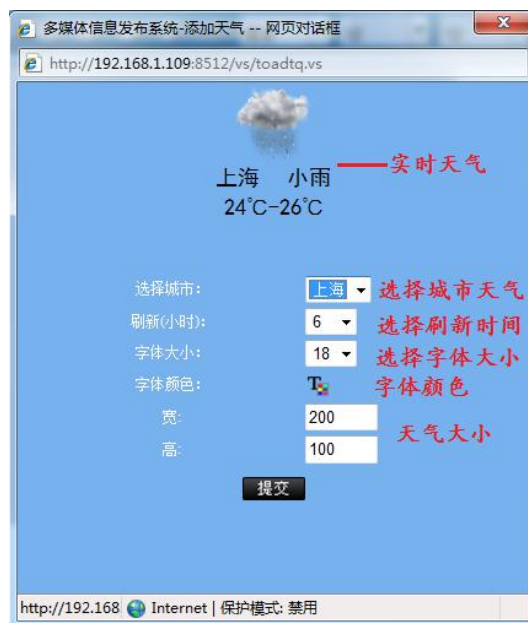 多媒体信息发布系统-添加天气 -- 网页对话框
http://192.168.1.109:8512/vs/toadtq.vs
上海 小雨 实时天气
24℃-26℃
选择城市: 上海 选择城市天气
刷新(小时): 6 选择刷新时间
字体大小: 18 选择字体大小
字体颜色: T 字体颜色
宽: 200
天气大小
高: 100
提交
http://192.168 Internet | 保护模式: 禁用